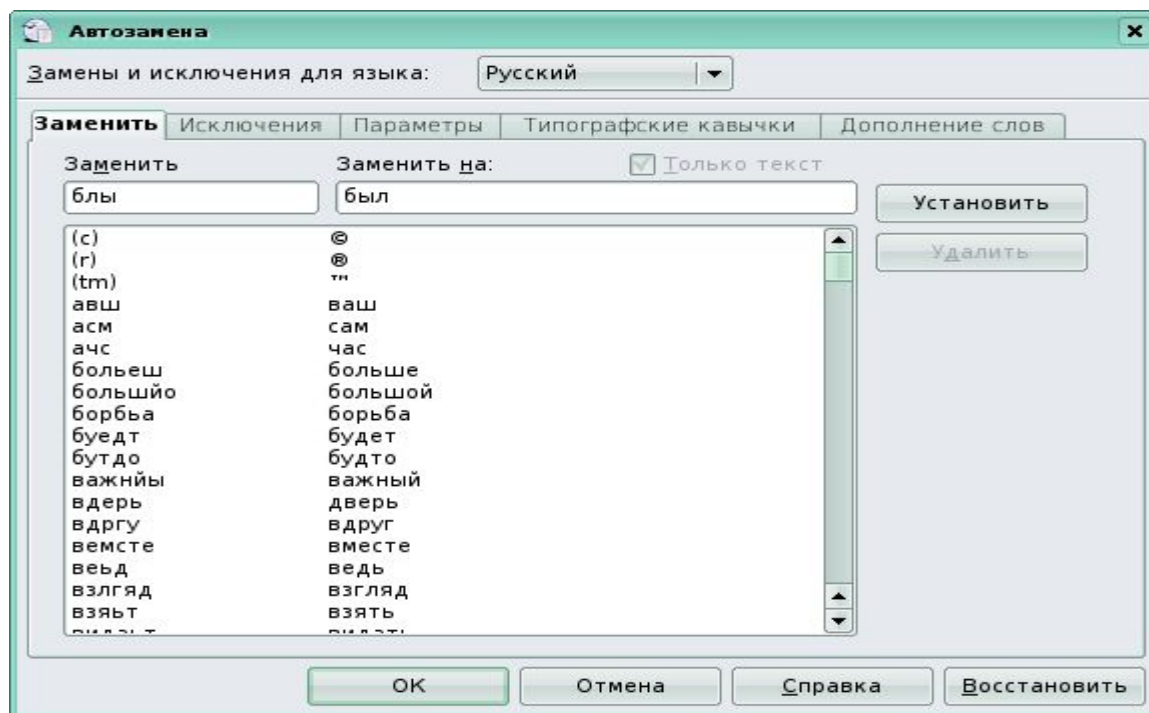 Автозамена
Замены и исключения для языка: Русский
Заменить Исключения Параметры Типографские кавычки Дополнение слов
Заменить Заменить на: Только текст
блы был Установить
Удалить
(c) ©
(r) ®
(tm) ™
авш ваш
асм сам
ачс час
больеш больше
большйо большой
борбьа борьба
буедт будет
бутдо будто
важнйы важный
вдерь дверь
вдргу вдруг
вемсте вместе
веьд ведь
взлгяд взгляд
взяьт взять
видаьт видать
ОК Отмена Справка Восстановить